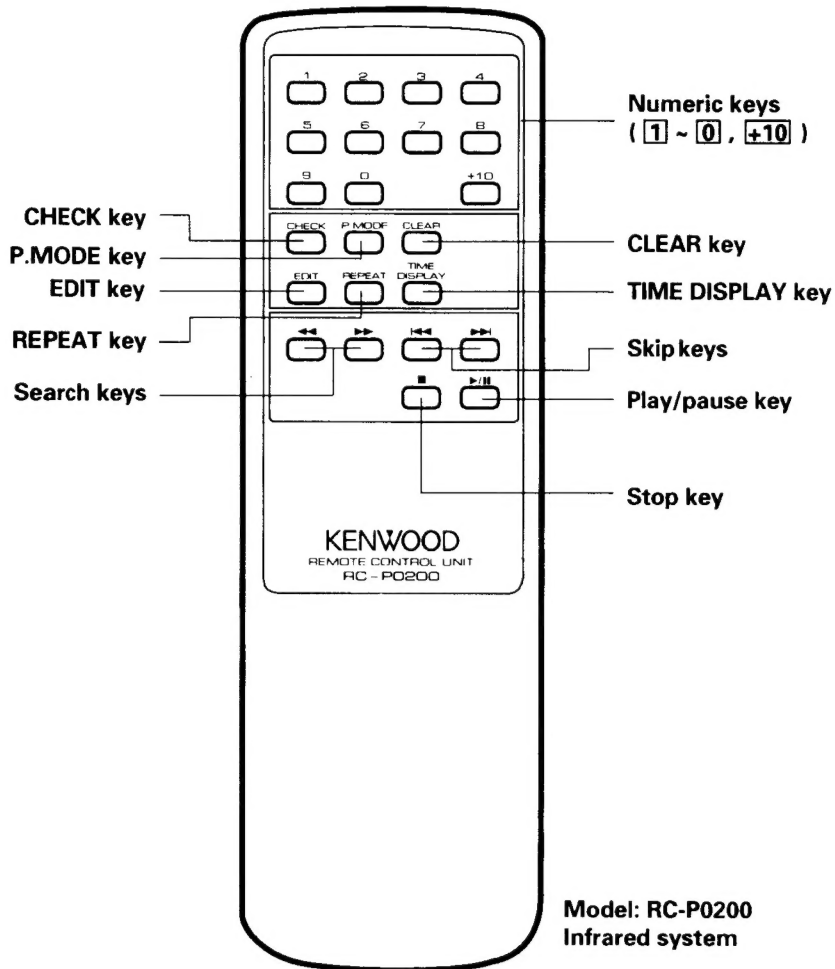 1 2 3 4
5 6 7 8
9 0 +10
CHECK P.MODE CLEAR
EDIT REPEAT TIME DISPLAY
◀◀ ▶▶ |◀◀ ▶▶|
■ ▶/II
KENWOOD
REMOTE CONTROL UNIT
RC-P0200
CHECK key
P.MODE key
EDIT key
REPEAT key
Search keys
Numeric keys
( 1 ~ 0 , +10 )
CLEAR key
TIME DISPLAY key
Skip keys
Play/pause key
Stop key
Model: RC-P0200
Infrared system